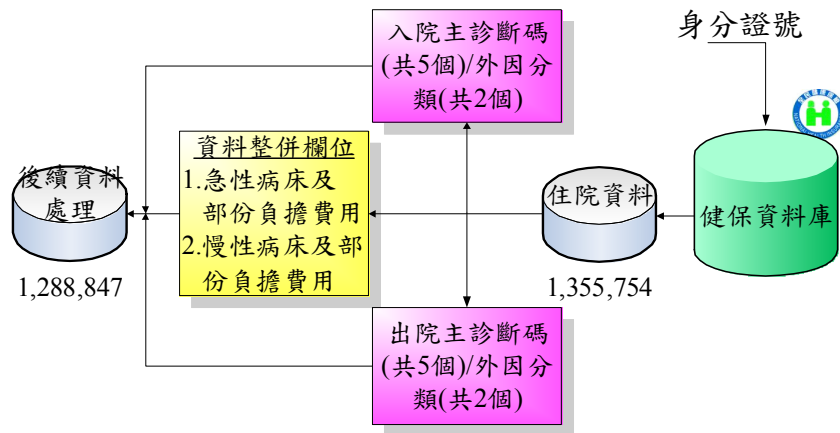 入院主診斷碼
(共5個)/外因分
類(共2個)
身分證號
資料整併欄位
1.急性病床及
部份負擔費用
2.慢性病床及部
份負擔費用
後續資料
處理
1,288,847
住院資料
1,355,754
健保資料庫
出院主診斷碼
(共5個)/外因分
類(共2個)